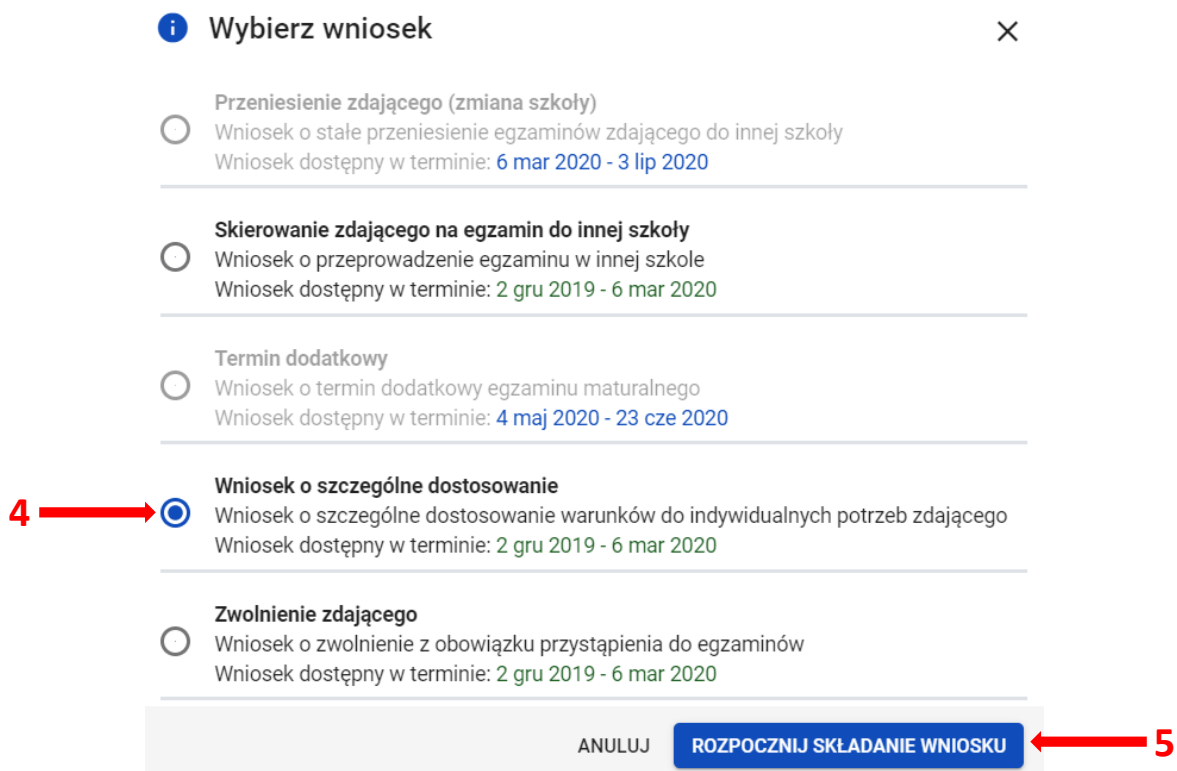 Wybierz wniosek
Przeniesienie zdającego (zmiana szkoły)
Wniosek o stałe przeniesienie egzaminów zdającego do innej szkoły
Wniosek dostępny w terminie: 6 mar 2020 - 3 lip 2020
Skierowanie zdającego na egzamin do innej szkoły
Wniosek o przeprowadzenie egzaminu w innej szkole
Wniosek dostępny w terminie: 2 gru 2019 - 6 mar 2020
Termin dodatkowy
Wniosek o termin dodatkowy egzaminu maturalnego
Wniosek dostępny w terminie: 4 maj 2020 - 23 cze 2020
Wniosek o szczególne dostosowanie
4
Wniosek o szczególne dostosowanie warunków do indywidualnych potrzeb zdającego
Wniosek dostępny w terminie: 2 gru 2019 - 6 mar 2020
Zwolnienie zdającego
Wniosek o zwolnienie z obowiązku przystąpienia do egzaminów
Wniosek dostępny w terminie: 2 gru 2019 - 6 mar 2020
ANULUJ ROZPOCZNIJ SKŁADANIE WNIOSKU 5